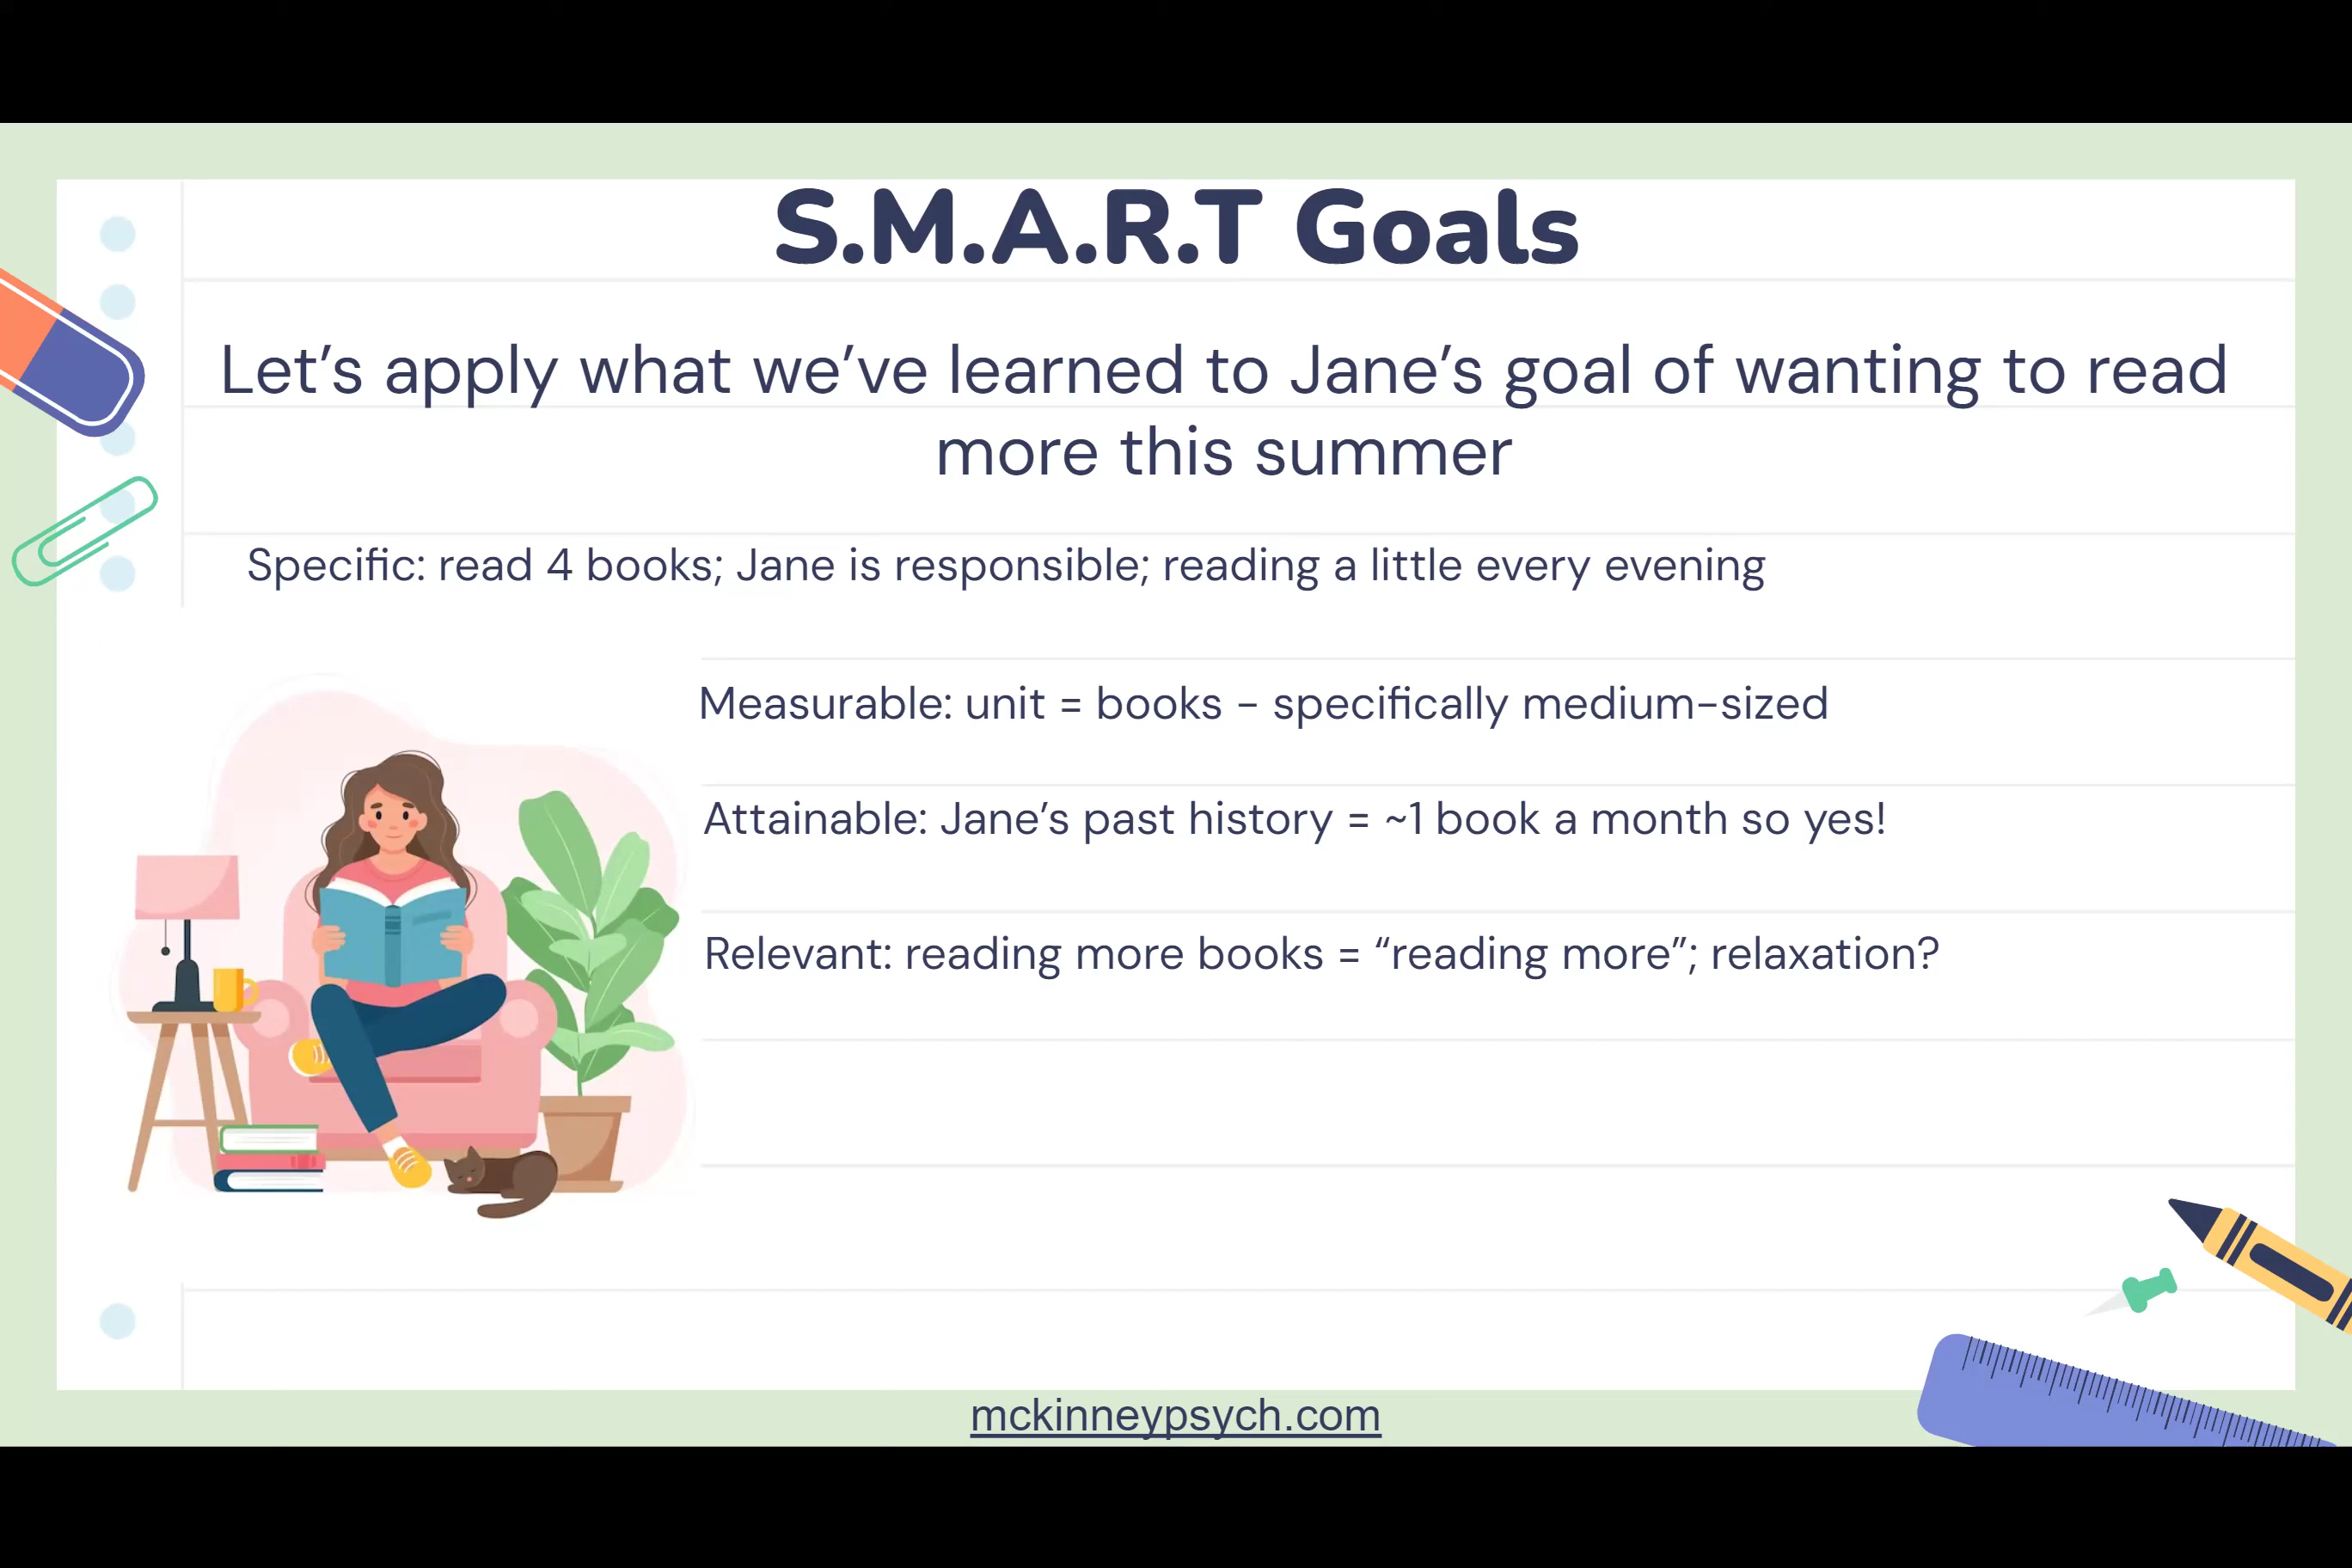 S.M.A.R.T Goals
Let’s apply what we’ve learned to Jane’s goal of wanting to read
more this summer
Specific: read 4 books; Jane is responsible; reading a little every evening
Measurable: unit = books - specifically medium-sized
Attainable: Jane’s past history = ~1 book a month so yes!
Relevant: reading more books = “reading more”; relaxation?
mckinneypsych.com